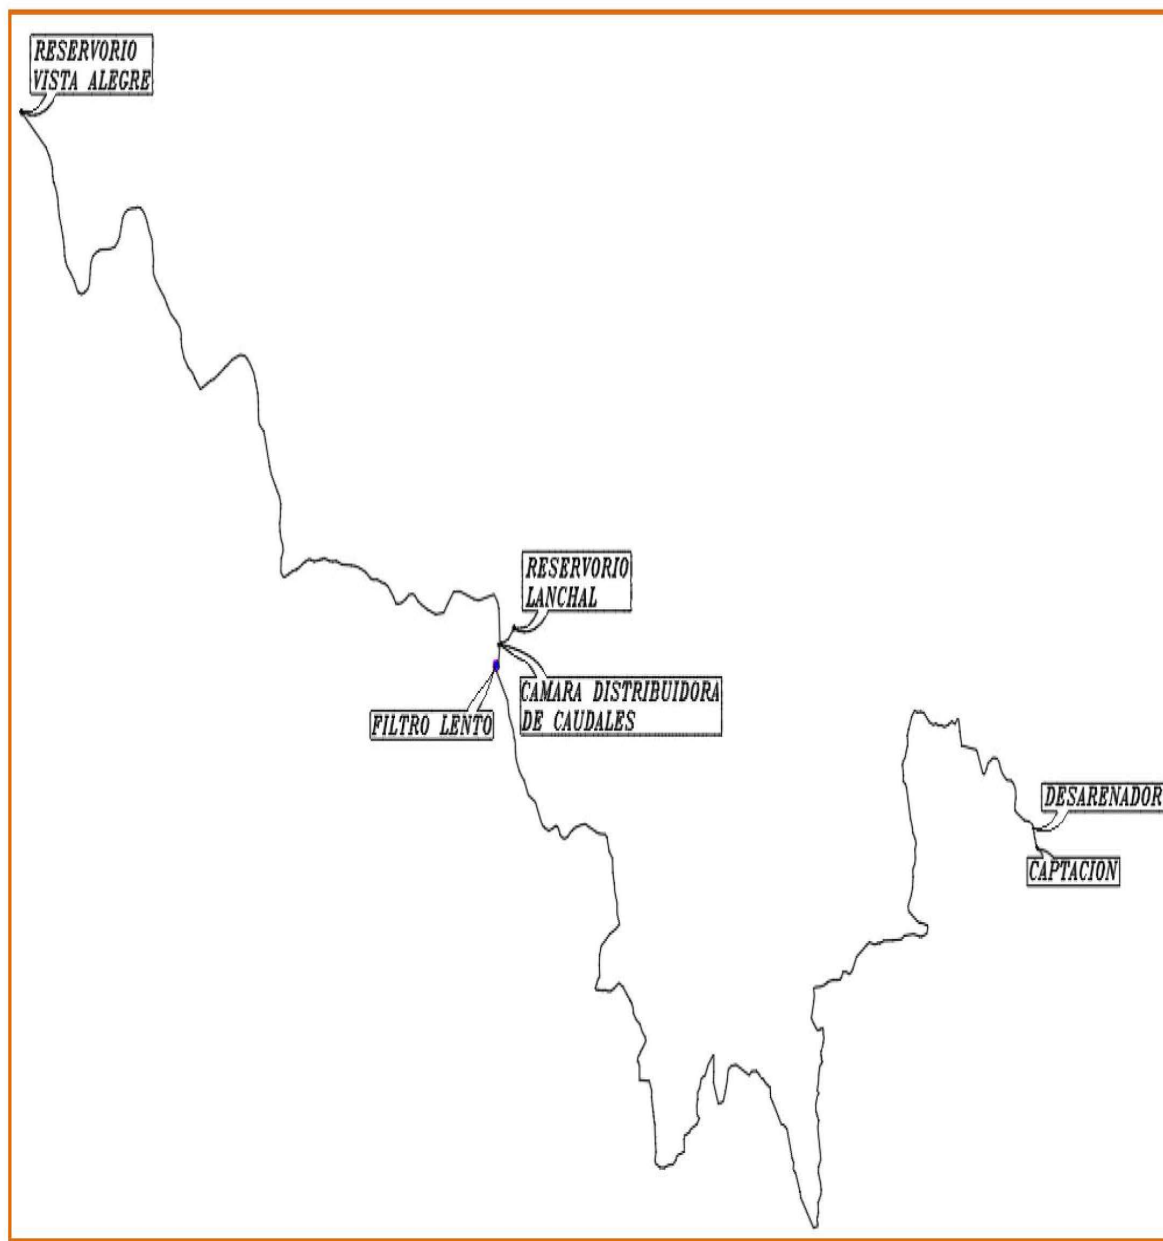 RESERVORIO
VISTA ALEGRE
RESERVORIO
LANCHAL
CAMARA DISTRIBUIDORA
DE CAUDALES
FILTRO LENTO
DESARENADOR
CAPTACION